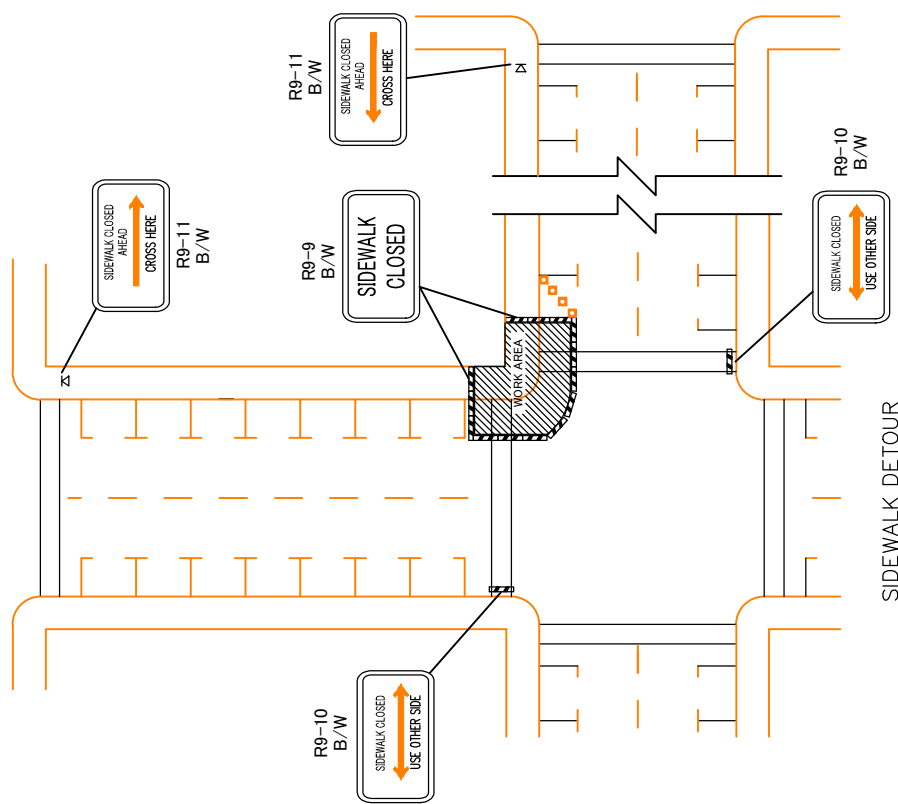 R9-11
B/W
SIDEWALK CLOSED
AHEAD
CROSS HERE
SIDEWALK CLOSED
AHEAD
CROSS HERE
R9-11
B/W
R9-9
B/W
SIDEWALK
CLOSED
R9-10
B/W
SIDEWALK CLOSED
USE OTHER SIDE
WORK AREA
R9-10
B/W
SIDEWALK CLOSED
USE OTHER SIDE
SIDEWALK DETOUR